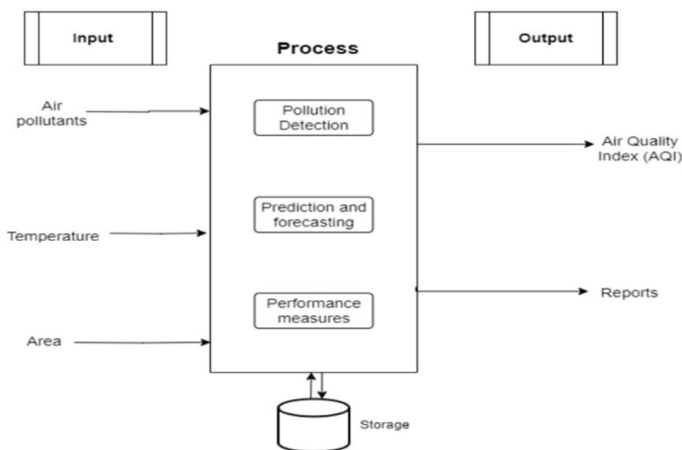 Input
Process
Output
Air
pollutants
Temperature
Area
Pollution
Detection
Prediction and
forecasting
Performance
measures
Air Quality
Index (AQI)
Reports
Storage